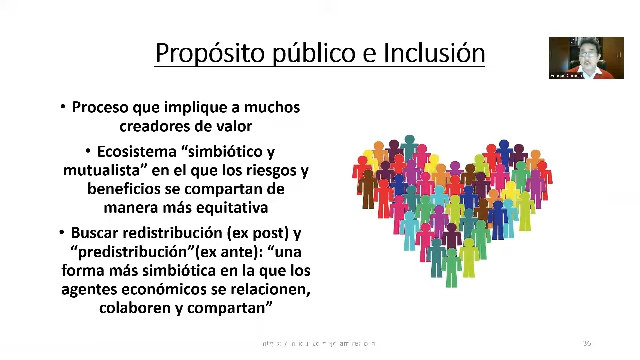 Propósito público e Inclusión
• Proceso que implique a muchos
creadores de valor
• Ecosistema “simbiótico y
mutualista” en el que los riesgos y
beneficios se compartan de
manera más equitativa
• Buscar redistribución (ex post) y
“predistribución”(ex ante): “una
forma más simbiótica en la que los
agentes económicos se relacionen,
colaboren y compartan”